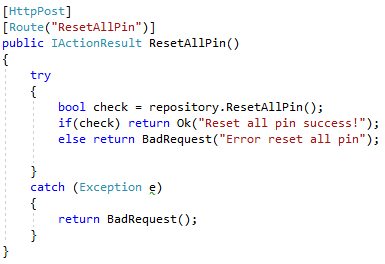 [HttpPost]
[Route("ResetAllPin")]
public IActionResult ResetAllPin()
{
    try
    {
        bool check = repository.ResetAllPin();
        if(check) return Ok("Reset all pin success!");
        else return BadRequest("Error reset all pin");

    }
    catch (Exception e)
    {
        return BadRequest();
    }
}